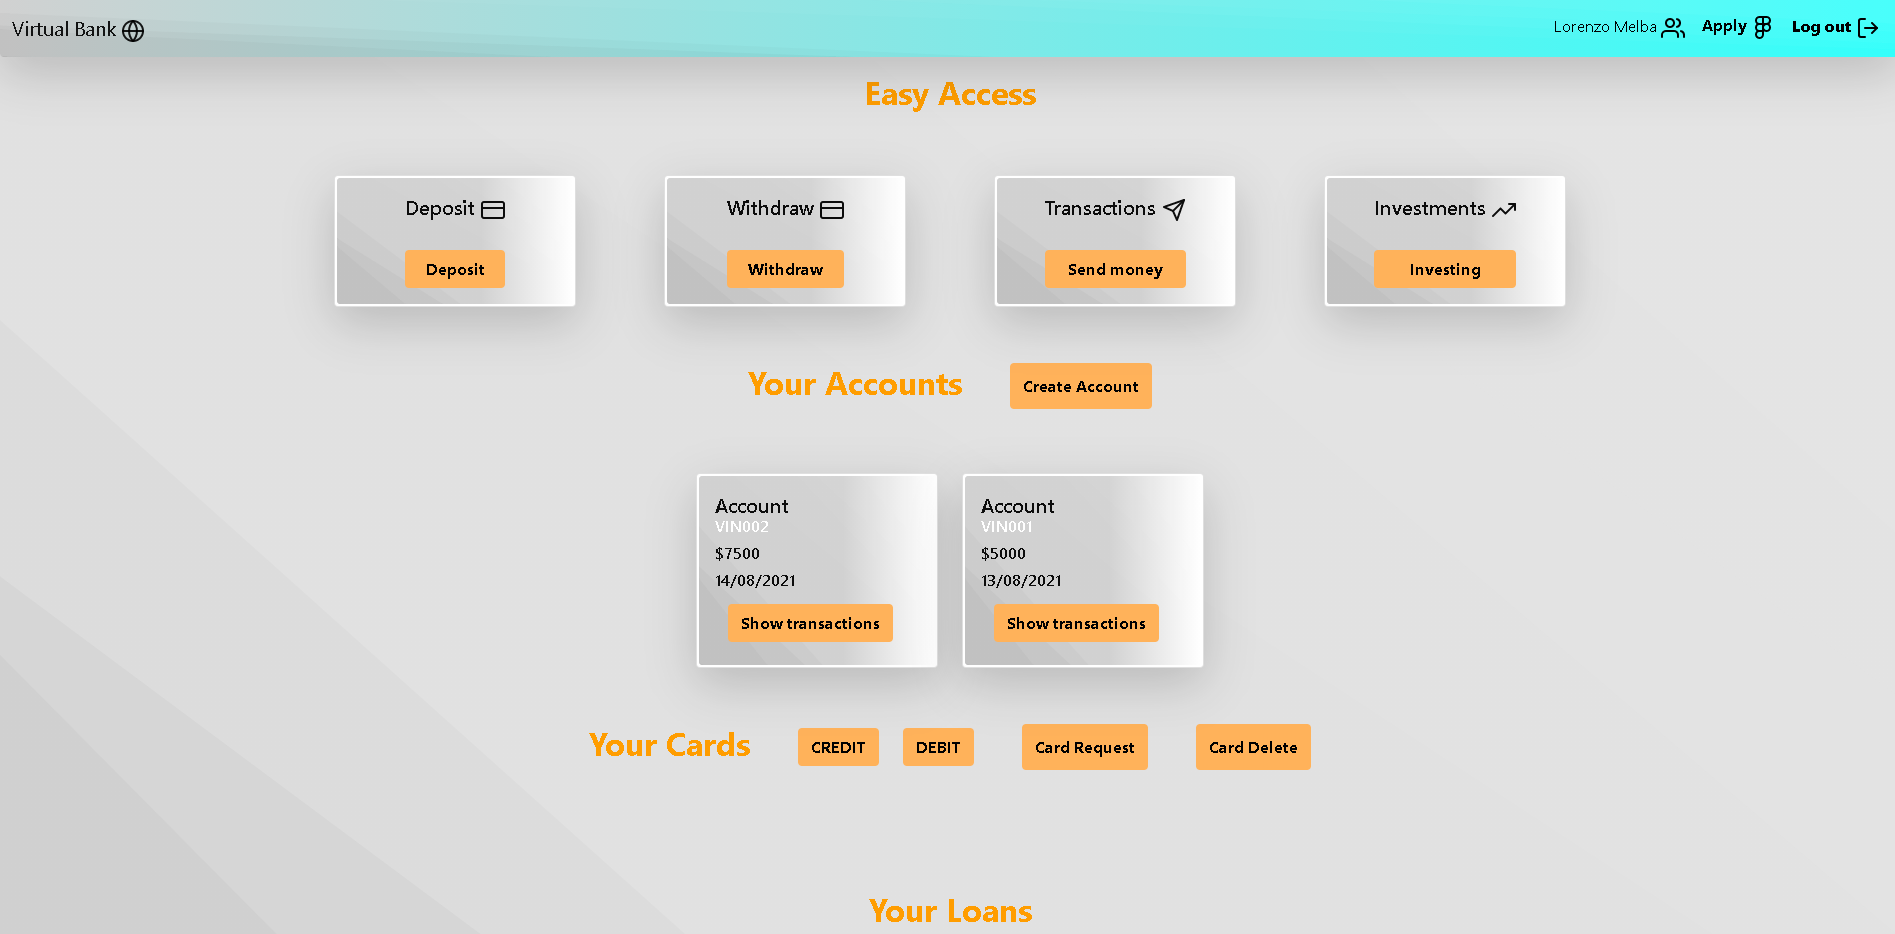 Virtual Bank
Lorenzo Melba Apply Log out
Easy Access
Deposit
Deposit
Withdraw
Withdraw
Transactions
Send money
Investments
Investing
Your Accounts
Create Account
Account
VIN002
$7500
14/08/2021
Show transactions
Account
VIN001
$5000
13/08/2021
Show transactions
Your Cards
CREDIT
DEBIT
Card Request
Card Delete
Your Loans